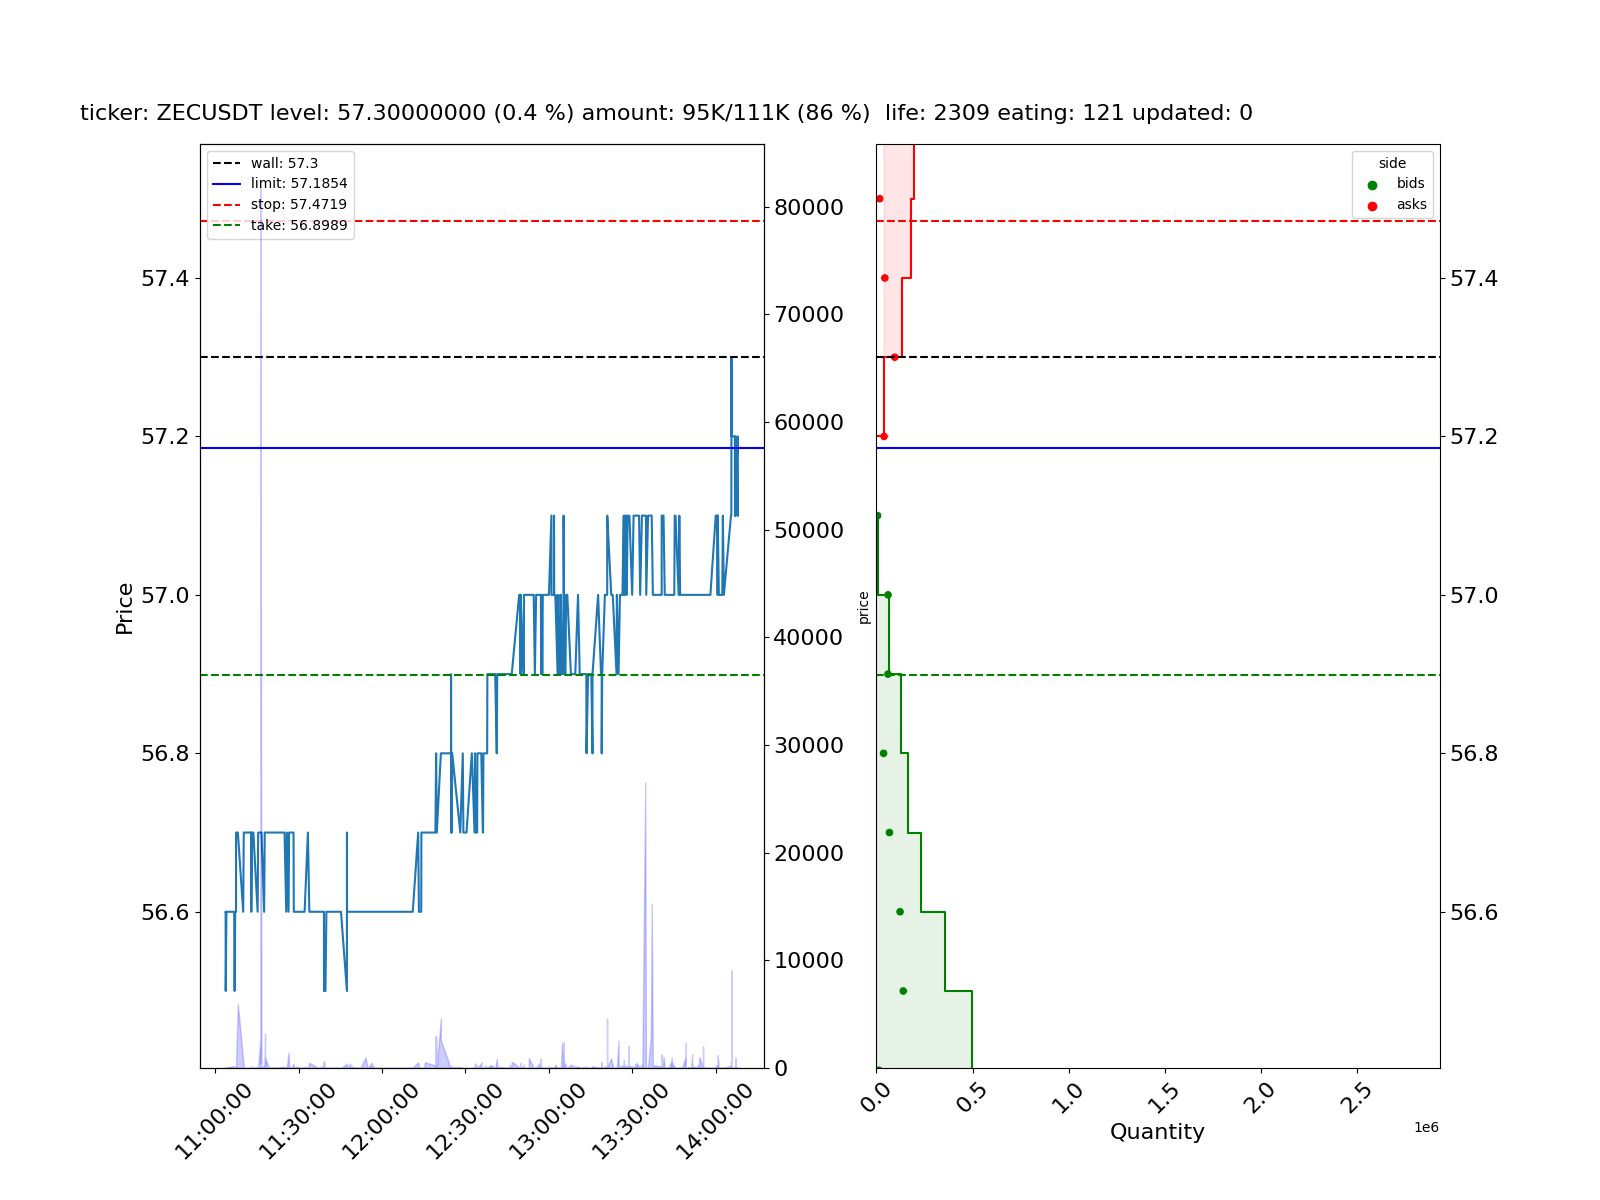 ticker: ZECUSDT level: 57.30000000 (0.4 %) amount: 95K/111K (86 %)  life: 2309 eating: 121 updated: 0
wall: 57.3
limit: 57.1854
stop: 57.4719
take: 56.8989
Price
57.4
57.2
57.0
56.8
56.6
80000
70000
60000
50000
40000
30000
20000
10000
0
11:00:00
11:30:00
12:00:00
12:30:00
13:00:00
13:30:00
14:00:00
side
bids
asks
price
57.4
57.2
57.0
56.8
56.6
0.0
0.5
1.0
1.5
2.0
2.5
1e6
Quantity